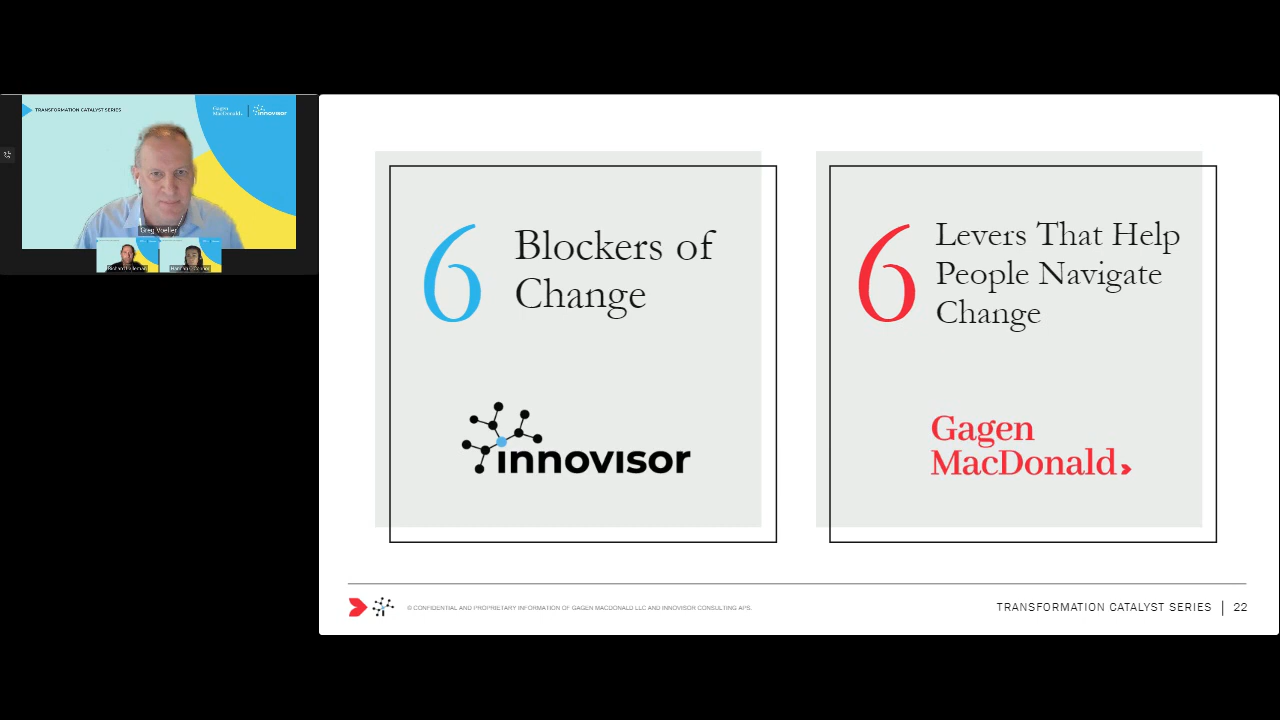 TRANSFORMATION CATALYST SERIES
Gagen
MacDonald
innovisor
Greg Voeller
6
Blockers of
Change
innovisor
6
Levers That Help
People Navigate
Change
Gagen
MacDonald
© CONFIDENTIAL AND PROPRIETARY INFORMATION OF GAGEN MACDONALD LLC AND INNOVISOR CONSULTING APS.
TRANSFORMATION CATALYST SERIES | 22